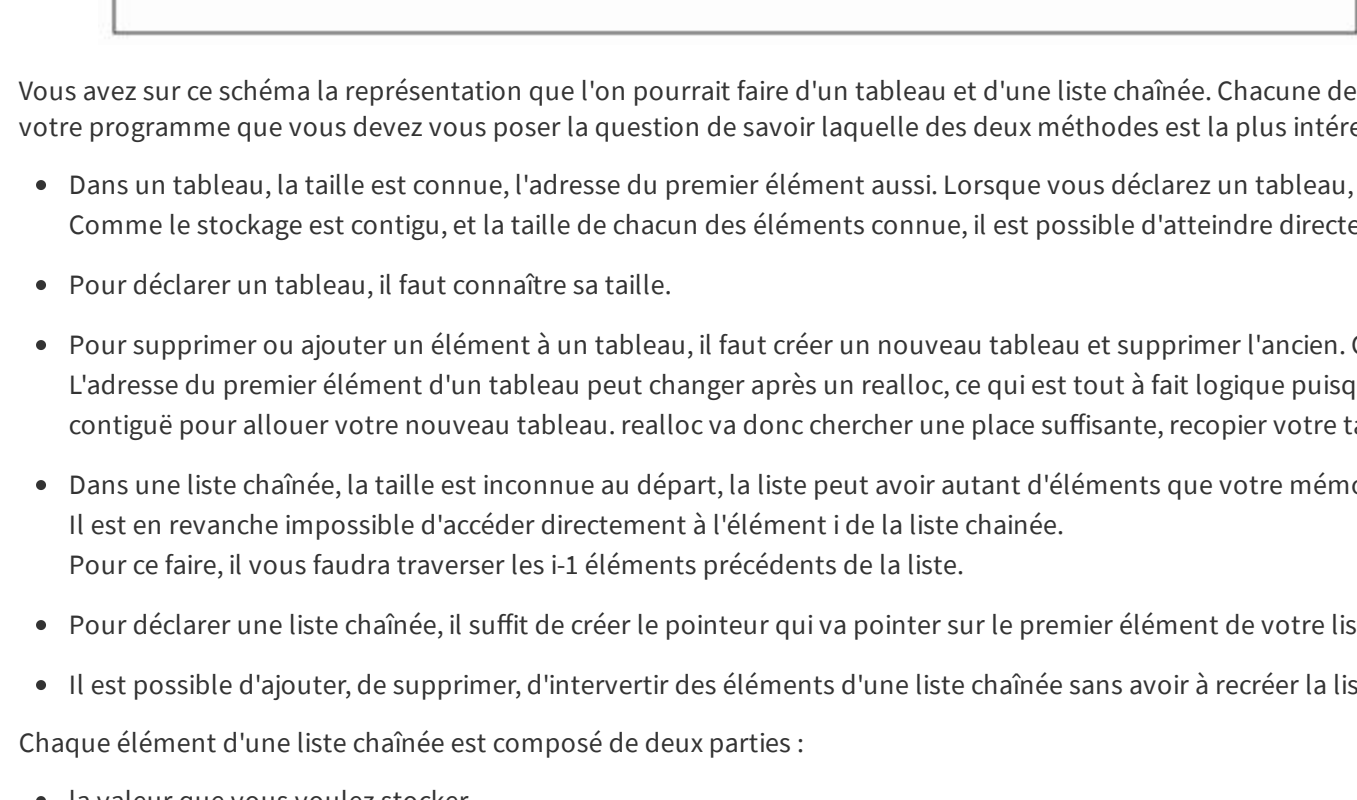 Vous avez sur ce schéma la représentation que l'on pourrait faire d'un tableau et d'une liste chaînée. Chacune de
votre programme que vous devez vous poser la question de savoir laquelle des deux méthodes est la plus
• Dans un tableau, la taille est connue, l'adresse du premier élément aussi. Lorsque vous déclarez un tableau,
Comme le stockage est contigu, et la taille de chacun des éléments connue, il est possible d'atteindre
• Pour déclarer un tableau, il faut connaître sa taille.
• Pour supprimer ou ajouter un élément à un tableau, il faut créer un nouveau tableau et supprimer l'ancien.
L'adresse du premier élément d'un tableau peut changer après un realloc, ce qui est tout à fait logique
contiguë pour allouer votre nouveau tableau. realloc va donc chercher une place suffisante, recopier votre
• Dans une liste chaînée, la taille est inconnue au départ, la liste peut avoir autant d'éléments que votre
Il est en revanche impossible d'accéder directement à l'élément i de la liste chainée.
Pour ce faire, il vous faudra traverser les i-1 éléments précédents de la liste.
• Pour déclarer une liste chaînée, il suffit de créer le pointeur qui va pointer sur le premier élément de votre
• Il est possible d'ajouter, de supprimer, d'intervertir des éléments d'une liste chaînée sans avoir à recréer la
Chaque élément d'une liste chaînée est composé de deux parties :
• la valeur que vous voulez stocker